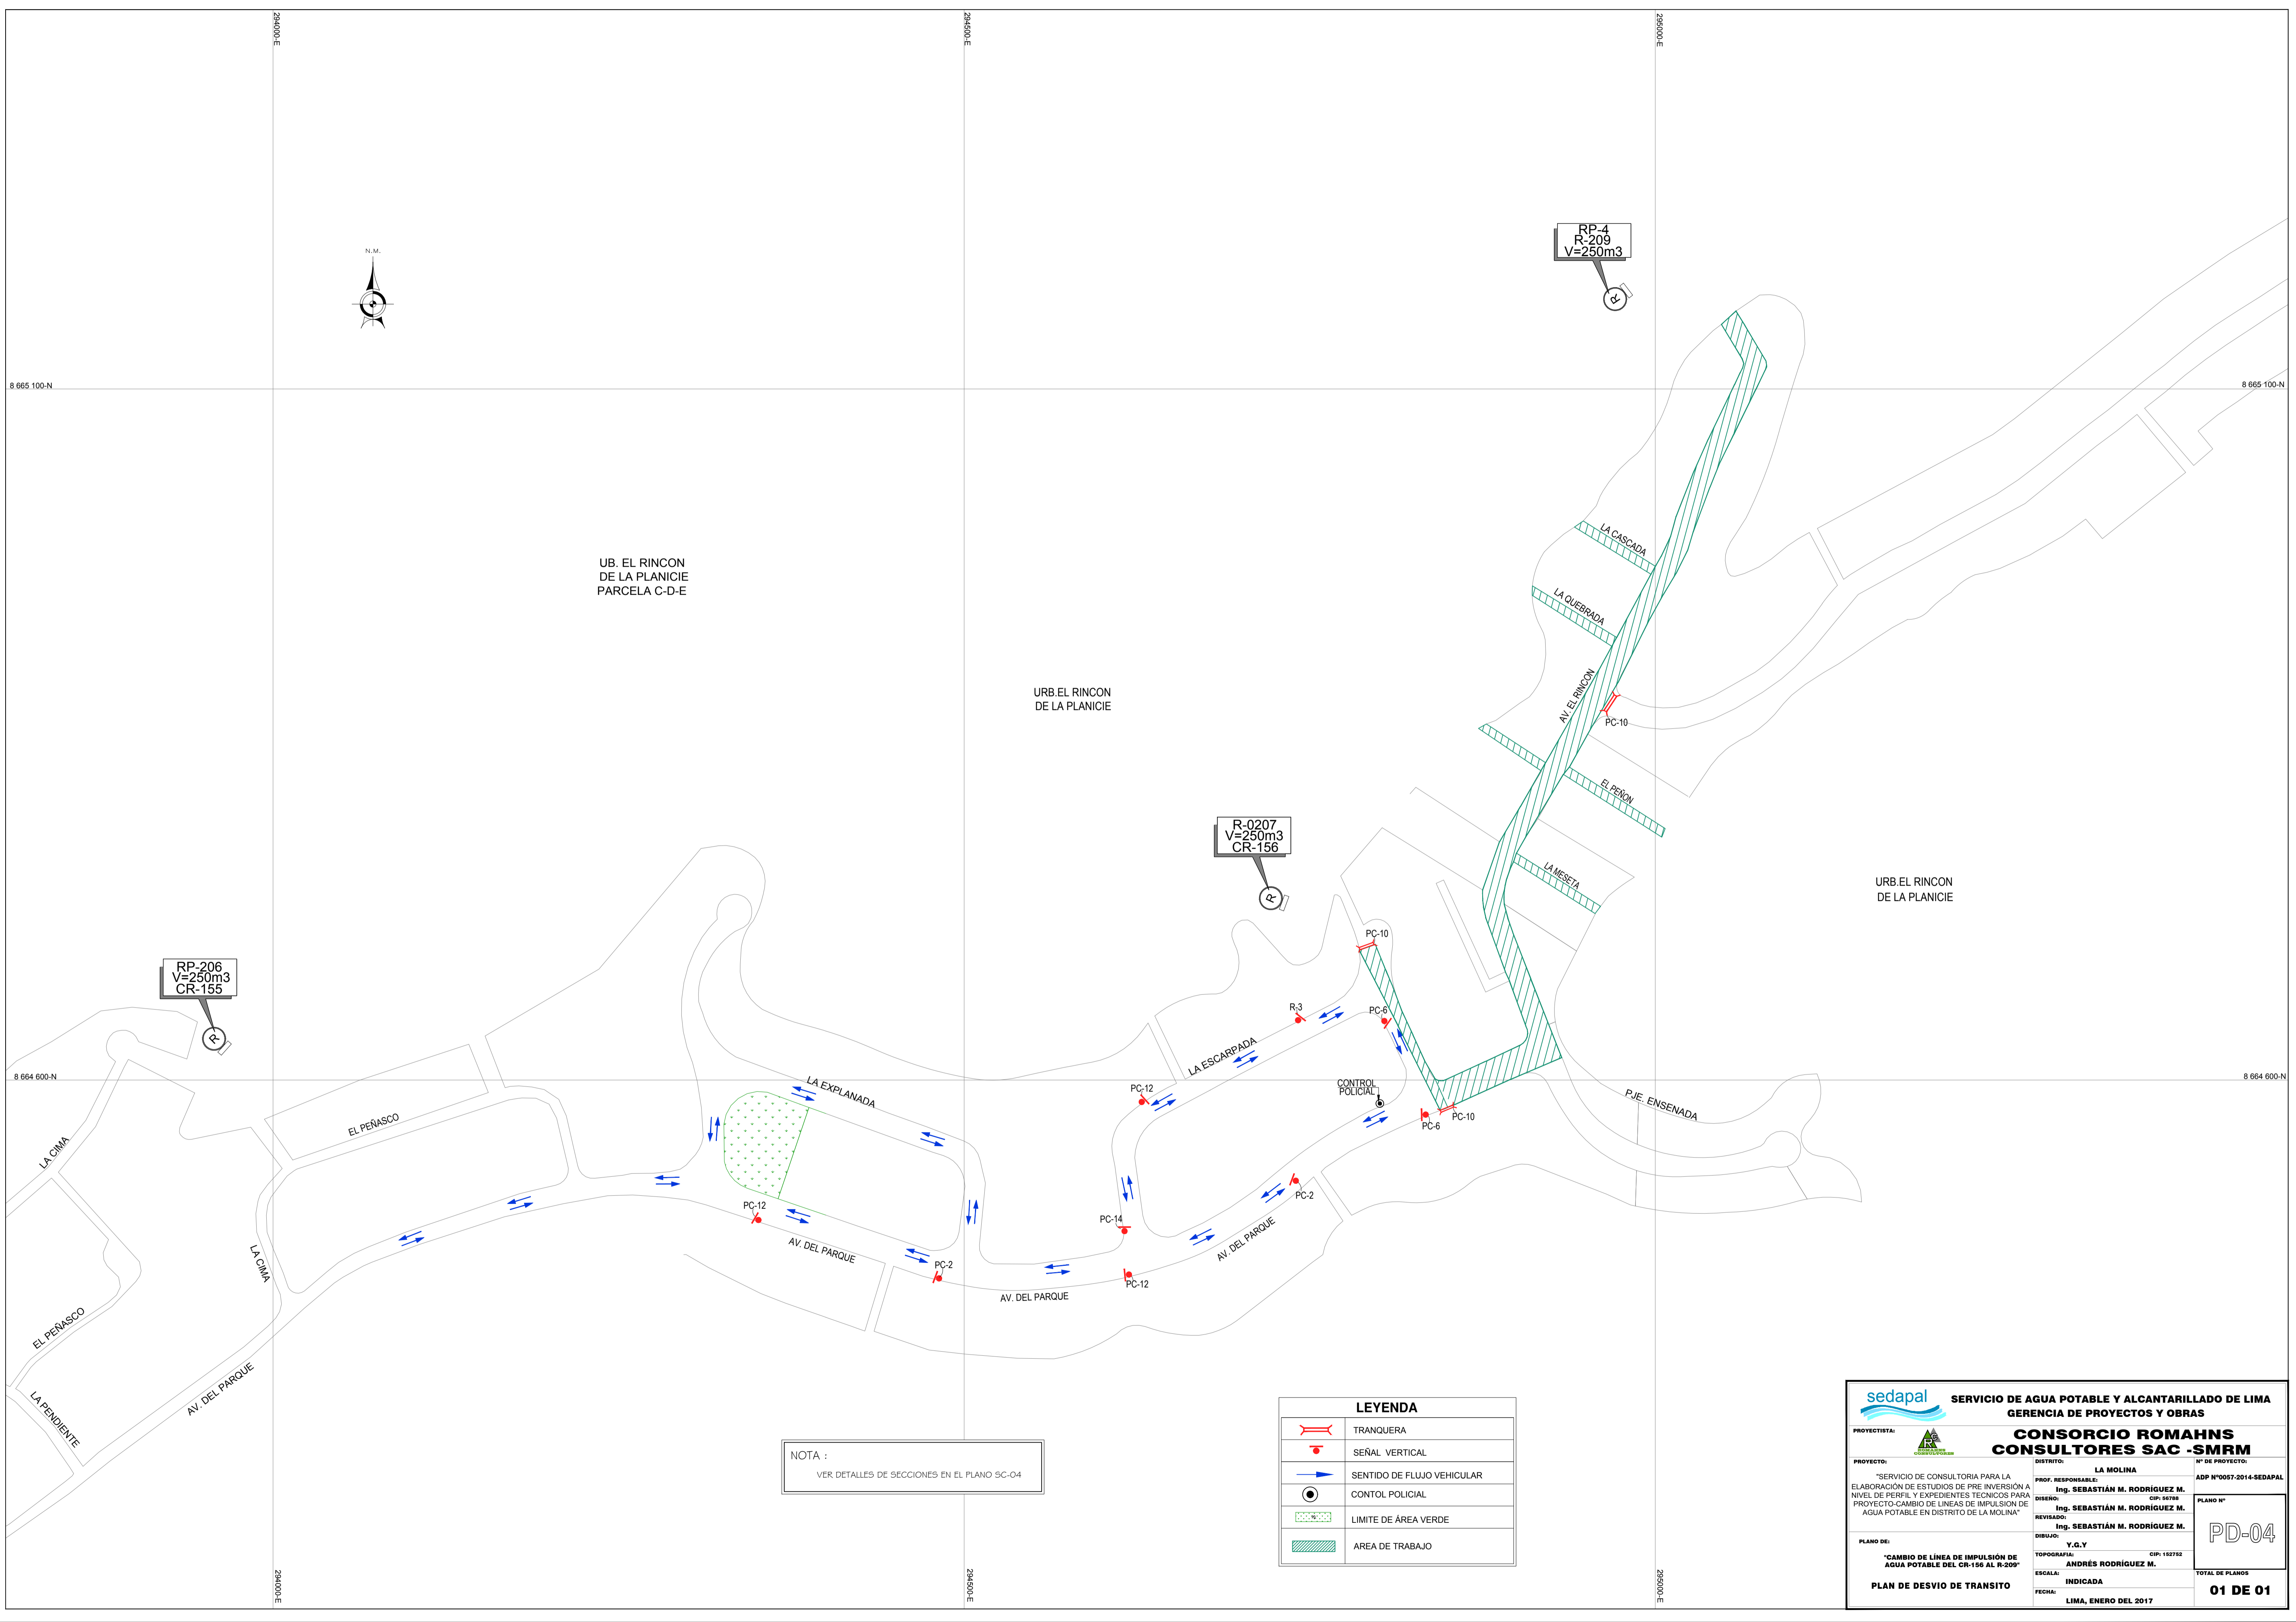 294000-E
294500-E
295000-E
N.M.
RP-4
R-209
V=250m3
R
8 665 100-N
8 665 100-N
LA CASCADA
UB. EL RINCON
DE LA PLANICIE
PARCELA C-D-E
LA QUEBRADA
URB.EL RINCON
DE LA PLANICIE
AV. EL RINCON
PC-10
EL PEÑON
R-0207
V=250m3
CR-156
R
LA MESETA
URB.EL RINCON
DE LA PLANICIE
PC-10
RP-206
V=250m3
CR-155
R
R-3
PC-6
LA ESCARPADA
8 664 600-N
8 664 600-N
LA EXPLANADA
PC-12
CONTROL
POLICIAL
PJE. ENSENADA
EL PEÑASCO
PC-6
PC-10
LA CIMA
PC-2
PC-12
PC-14
AV. DEL PARQUE
AV. DEL PARQUE
LA CIMA
PC-2
PC-12
AV. DEL PARQUE
EL PEÑASCO
AV. DEL PARQUE
LA PENDIENTE
NOTA :
VER DETALLES DE SECCIONES EN EL PLANO SC-04
LEYENDA
TRANQUERA
SEÑAL VERTICAL
SENTIDO DE FLUJO VEHICULAR
CONTOL POLICIAL
LIMITE DE ÁREA VERDE
AREA DE TRABAJO
294000-E
294500-E
295000-E
sedapal
SERVICIO DE AGUA POTABLE Y ALCANTARILLADO DE LIMA
GERENCIA DE PROYECTOS Y OBRAS
PROYECTISTA:
ROMAHNS
CONSULTORES
CONSORCIO ROMAHNS
CONSULTORES SAC -SMRM
PROYECTO:
"SERVICIO DE CONSULTORIA PARA LA
ELABORACIÓN DE ESTUDIOS DE PRE INVERSIÓN A
NIVEL DE PERFIL Y EXPEDIENTES TECNICOS PARA
PROYECTO-CAMBIO DE LINEAS DE IMPULSION DE
AGUA POTABLE EN DISTRITO DE LA MOLINA"
DISTRITO:
LA MOLINA
PROF. RESPONSABLE:
Ing. SEBASTIÁN M. RODRÍGUEZ M.
DISEÑO: CIP: 56788
Ing. SEBASTIÁN M. RODRÍGUEZ M.
REVISADO:
Ing. SEBASTIÁN M. RODRÍGUEZ M.
DIBUJO:
Y.G.Y
TOPOGRAFIA: CIP: 152752
ANDRÉS RODRÍGUEZ M.
ESCALA:
INDICADA
FECHA:
LIMA, ENERO DEL 2017
Nº DE PROYECTO:
ADP Nº0057-2014-SEDAPAL
PLANO Nº
PD-04
TOTAL DE PLANOS
01 DE 01
PLANO DE:
"CAMBIO DE LÍNEA DE IMPULSIÓN DE
AGUA POTABLE DEL CR-156 AL R-209"
PLAN DE DESVIO DE TRANSITO